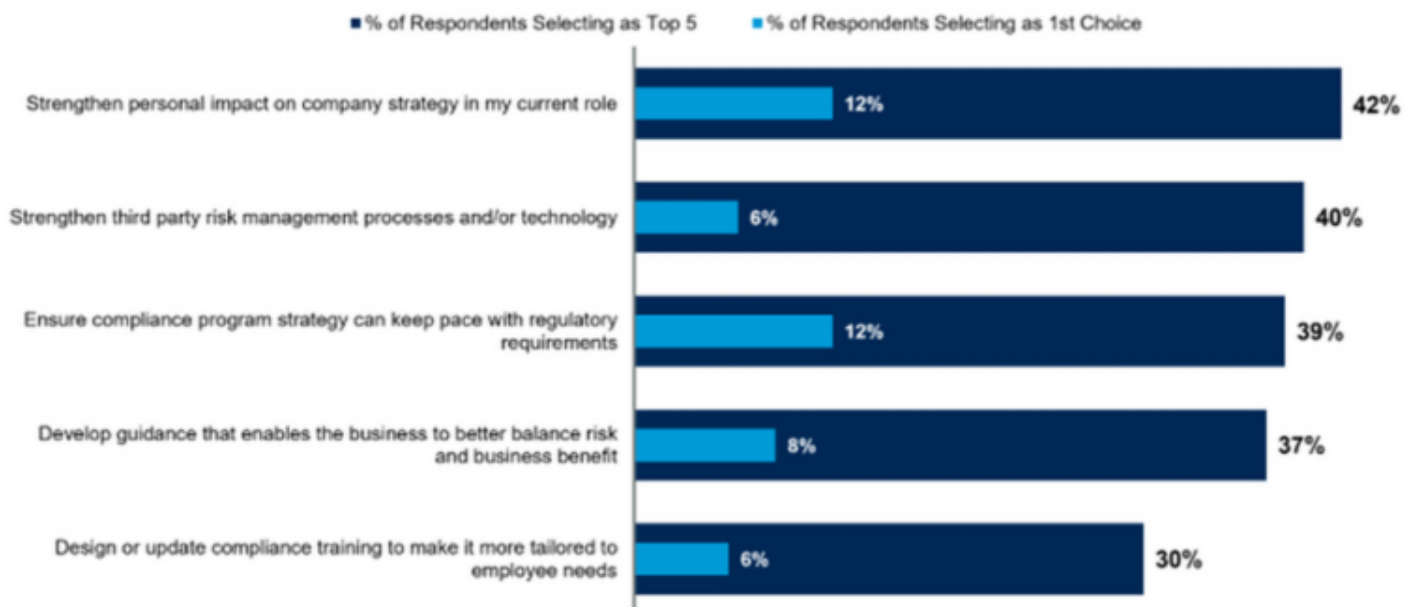 % of Respondents Selecting as Top 5 % of Respondents Selecting as 1st Choice
Strengthen personal impact on company strategy in my current role 12% 42%
Strengthen third party risk management processes and/or technology 6% 40%
Ensure compliance program strategy can keep pace with regulatory
requirements 12% 39%
Develop guidance that enables the business to better balance risk
and business benefit 8% 37%
Design or update compliance training to make it more tailored to
employee needs 6% 30%